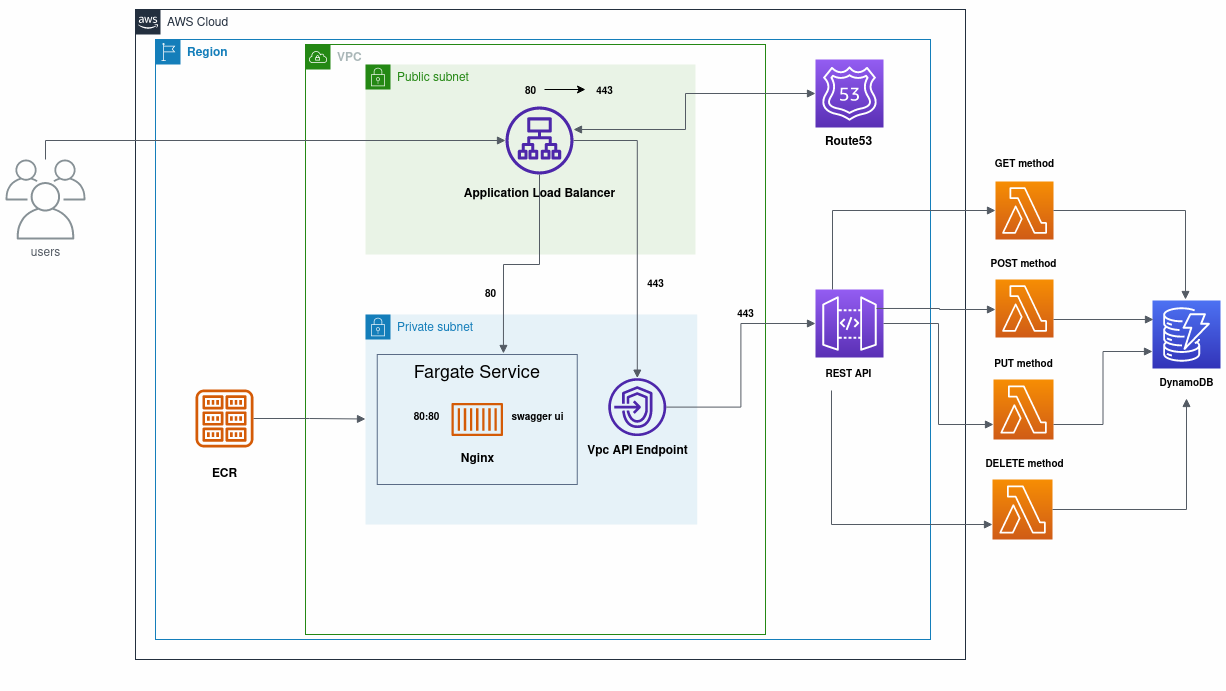 aws
AWS Cloud
Region
VPC
Public subnet
80
443
53
Route53
Application Load Balancer
users
GET method
POST method
80
443
443
Private subnet
</>
REST API
PUT method
DynamoDB
Fargate Service
80:80
swagger ui
Nginx
Vpc API Endpoint
ECR
DELETE method